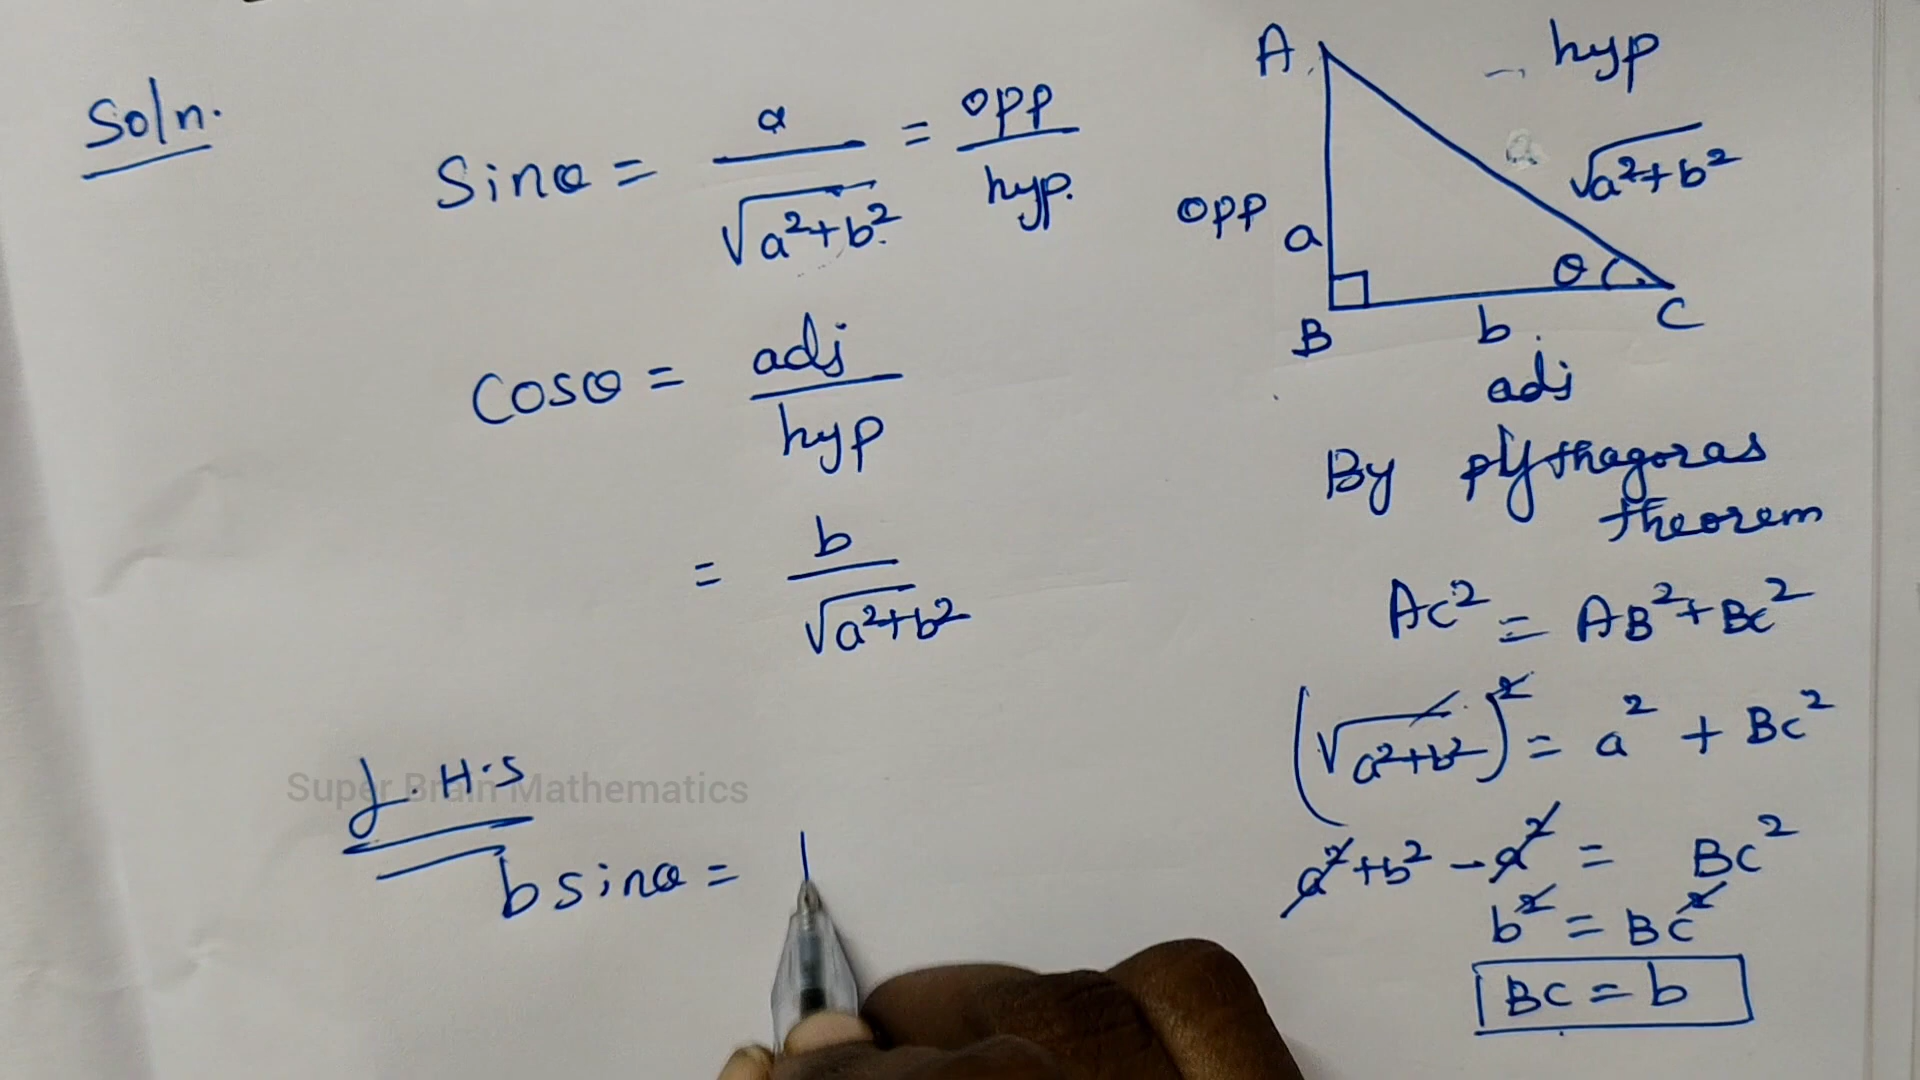 Soln.
Sinθ = a/√(a²+b²) = opp/hyp.
Cosθ = adj/hyp
= b/√(a²+b²)
L.H.S
b sinθ =
A
hyp
√(a²+b²)
opp
a
θ
B
b
C
adj
By pythagoras
theorem
AC² = AB²+BC²
(√(a²+b²))² = a² + BC²
a²+b² - a² = BC²
b² = BC²
BC = b
Super Brain Mathematics